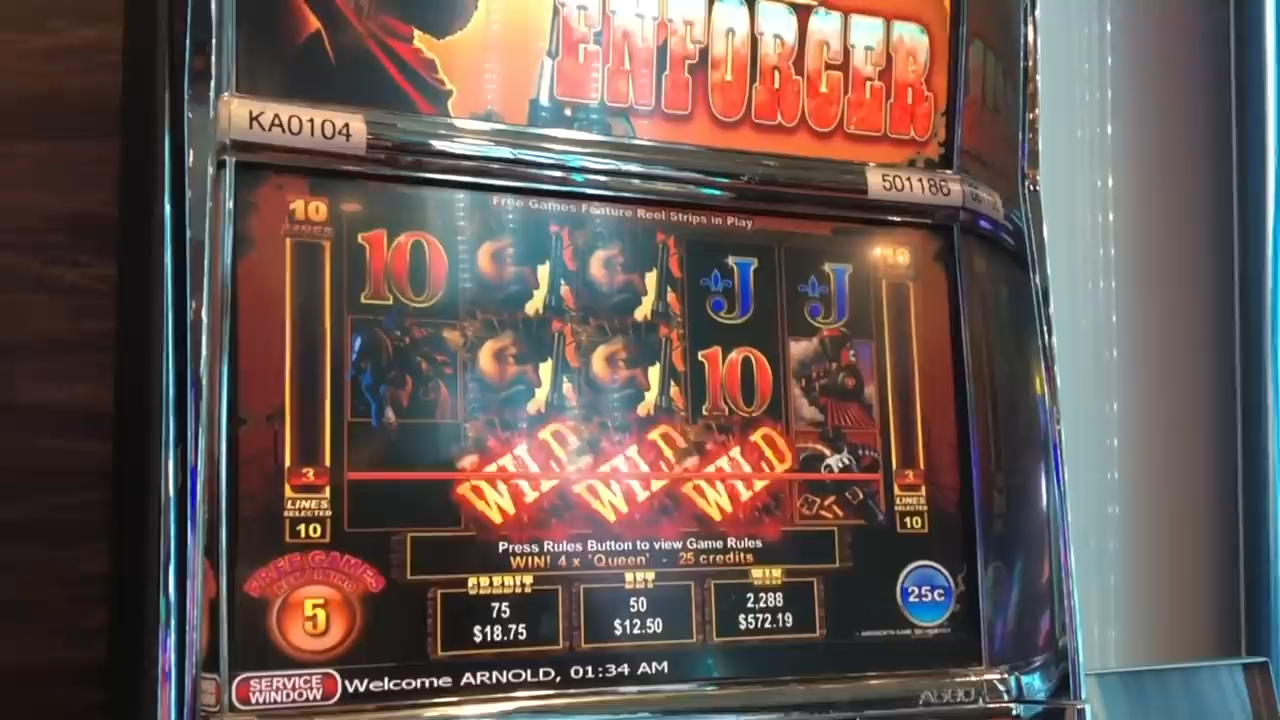 ENFORCER
KA0104
501186
Free Games Feature Reel Strips in Play
10
LINES
10
10
J
J
10
WILD WILD WILD
3
LINES
SELECTED
10
3
LINES
SELECTED
10
Press Rules Button to view Game Rules
WIN! 4 x 'Queen' - 25 credits
FREE GAMES
5
CREDIT
75
$18.75
BET
50
$12.50
WIN
2,288
$572.19
25c
SERVICE
WINDOW
Welcome ARNOLD, 01:34 AM